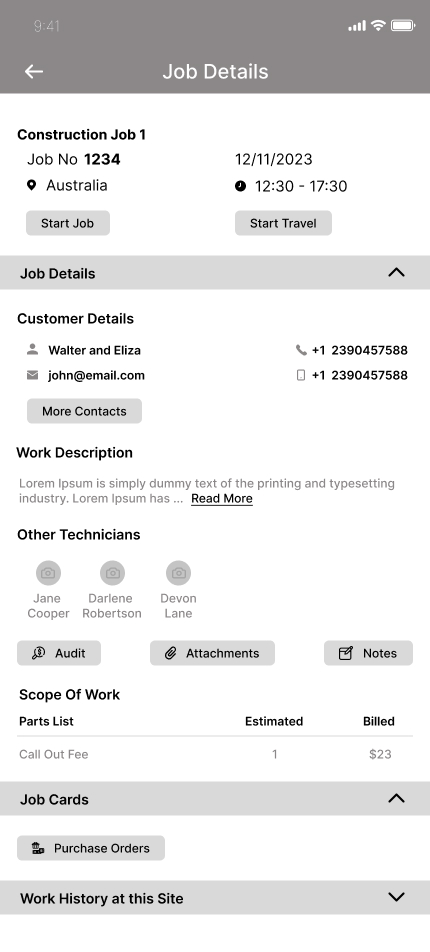 9:41
Job Details
Construction Job 1
Job No 1234
12/11/2023
Australia
12:30 - 17:30
Start Job
Start Travel
Job Details
Customer Details
Walter and Eliza
+1 2390457588
john@email.com
+1 2390457588
More Contacts
Work Description
Lorem Ipsum is simply dummy text of the printing and typesetting
industry. Lorem Ipsum has ... Read More
Other Technicians
Jane
Cooper
Darlene
Robertson
Devon
Lane
Audit
Attachments
Notes
Scope Of Work
Parts List Estimated Billed
Call Out Fee 1 $23
Job Cards
Purchase Orders
Work History at this Site